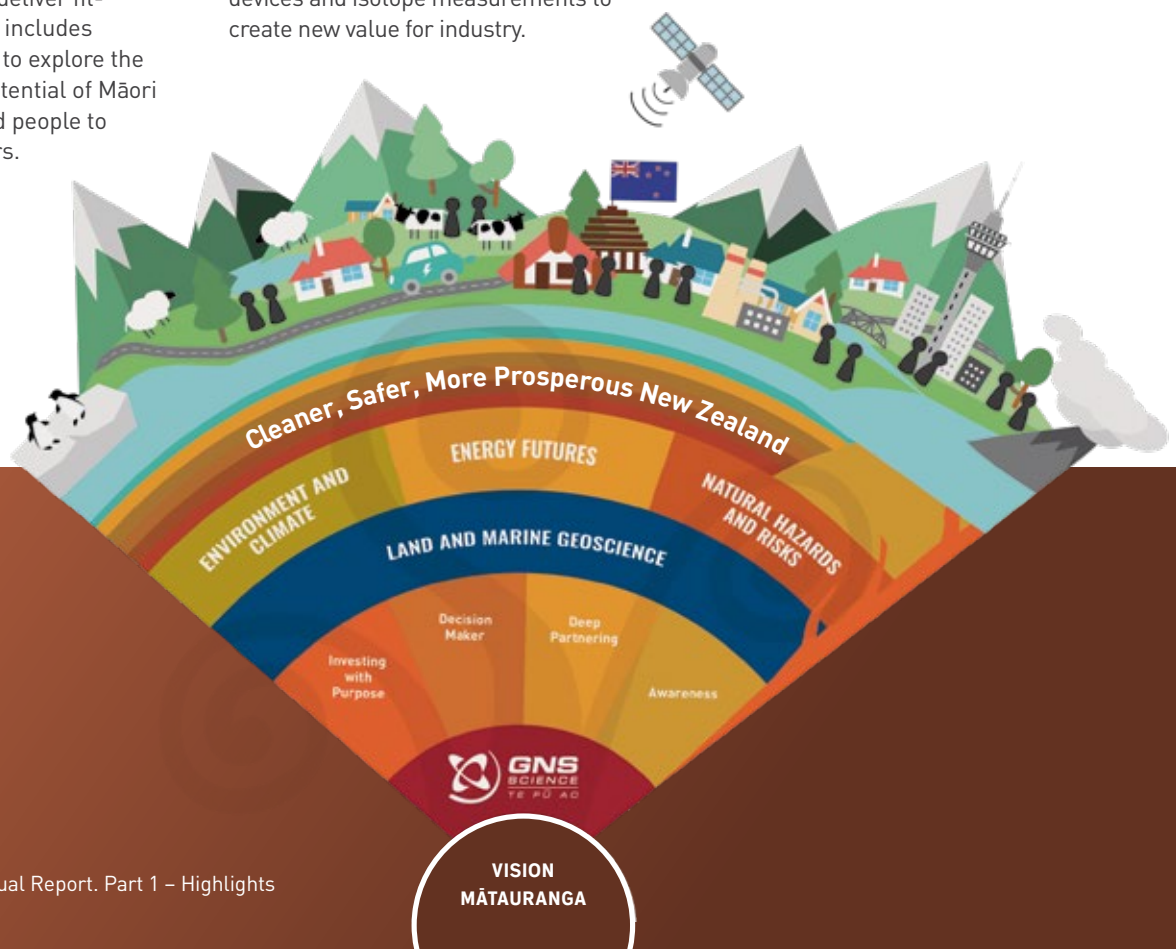 includes
to explore the
tential of Māori
d people to
rs.
devices and isotope measurements to
create new value for industry.
Cleaner, Safer, More Prosperous New Zealand
ENVIRONMENT AND
CLIMATE
ENERGY FUTURES
NATURAL HAZARDS
AND RISKS
LAND AND MARINE GEOSCIENCE
Investing
with
Purpose
Decision
Maker
Deep
Partnering
Awareness
GNS
SCIENCE
TE PŪ AO
VISION
MĀTAURANGA
ual Report. Part 1 – Highlights